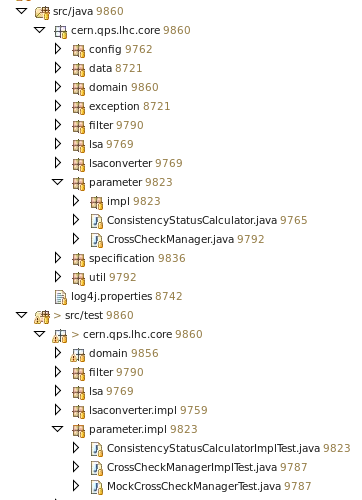 src/java 9860
cern.qps.lhc.core 9860
config 9762
data 8721
domain 9860
exception 8721
filter 9790
lsa 9769
lsaconverter 9769
parameter 9823
impl 9823
ConsistencyStatusCalculator.java 9765
CrossCheckManager.java 9792
specification 9836
util 9792
log4j.properties 8742
> src/test 9860
> cern.qps.lhc.core 9860
domain 9856
filter 9790
lsa 9769
lsaconverter.impl 9759
parameter.impl 9823
ConsistencyStatusCalculatorImplTest.java 9823
CrossCheckManagerImplTest.java 9787
MockCrossCheckManagerTest.java 9787